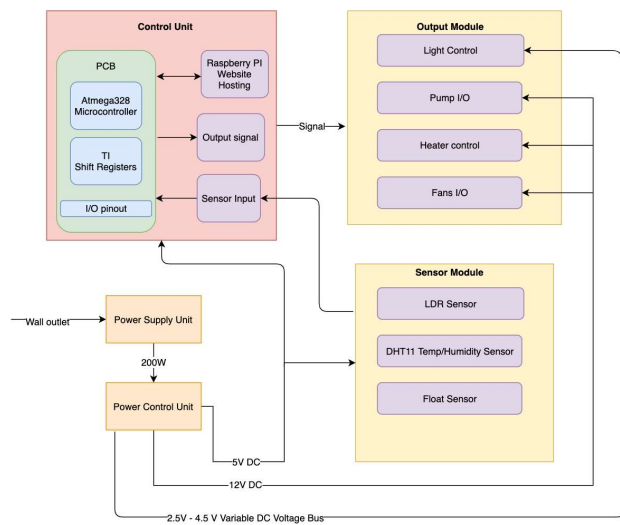 Control Unit
PCB
Atmega328
Microcontroller
TI
Shift Registers
I/O pinout
Raspberry PI
Website
Hosting
Output signal
Sensor Input
Signal
Output Module
Light Control
Pump I/O
Heater control
Fans I/O
Sensor Module
LDR Sensor
DHT11 Temp/Humidity Sensor
Float Sensor
Wall outlet
Power Supply Unit
200W
Power Control Unit
5V DC
12V DC
2.5V - 4.5 V Variable DC Voltage Bus